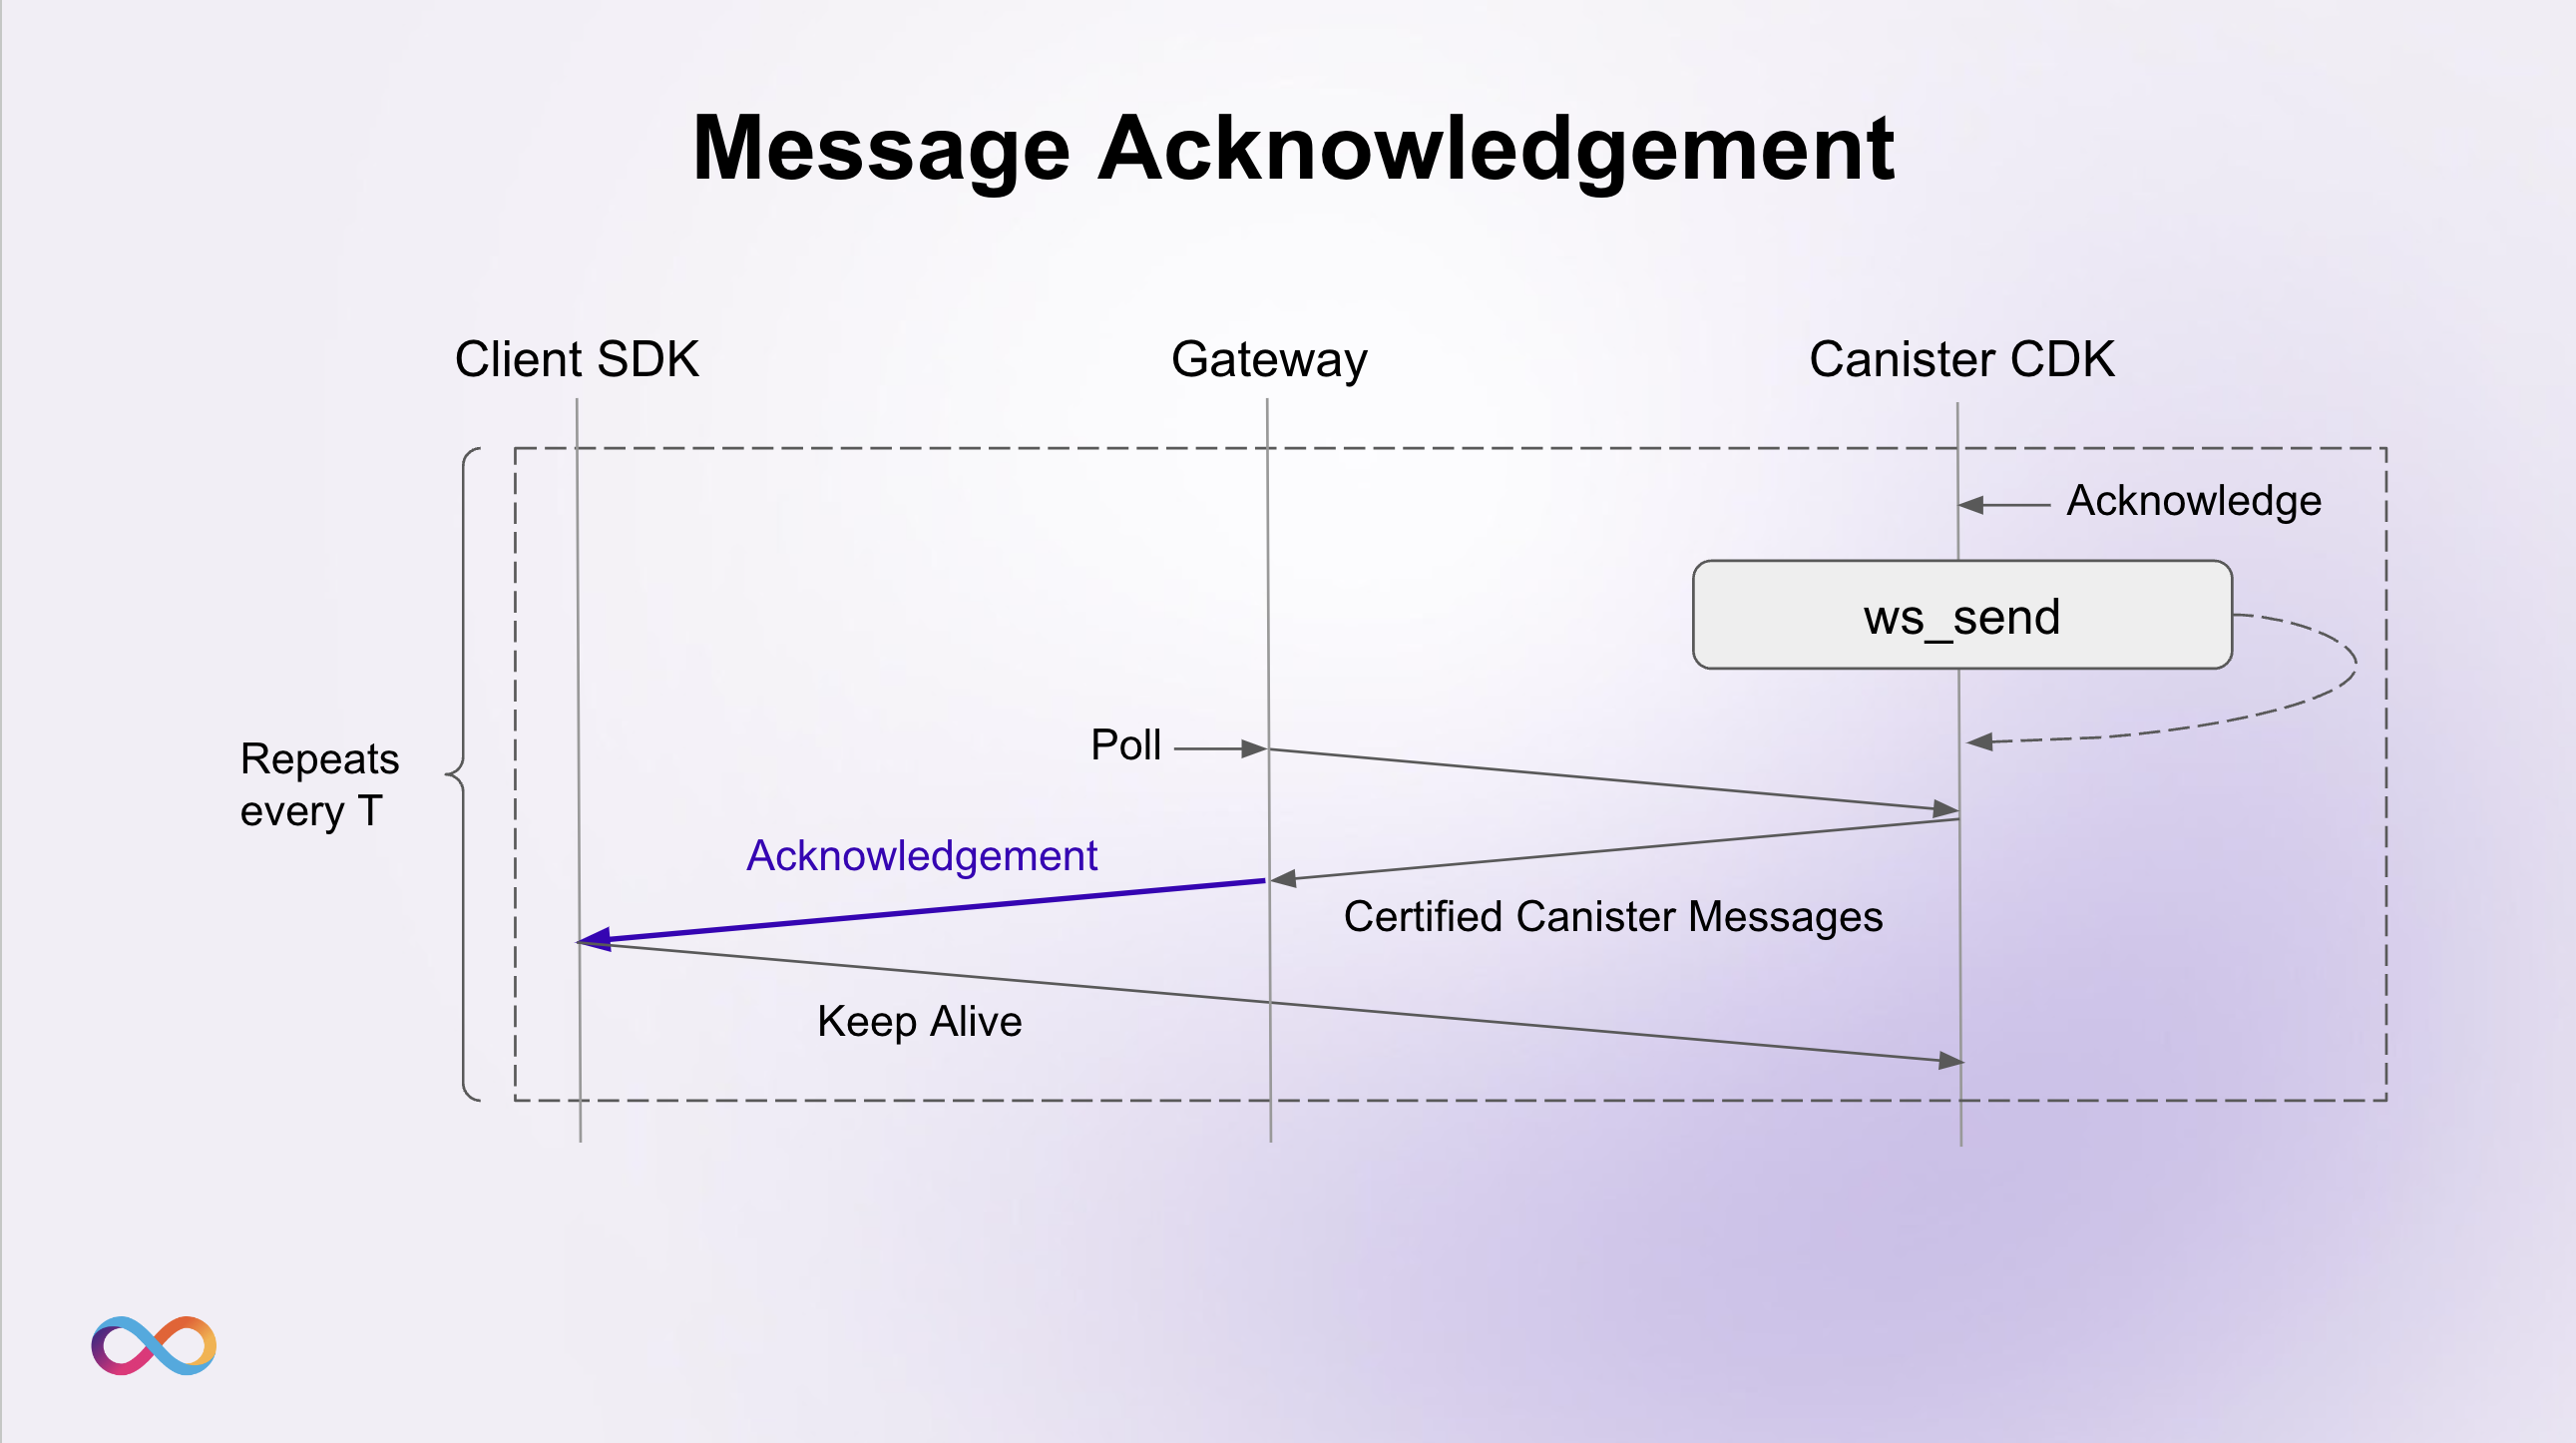 Message Acknowledgement
Client SDK
Gateway
Canister CDK
Acknowledge
ws_send
Poll
Repeats
every T
Acknowledgement
Certified Canister Messages
Keep Alive